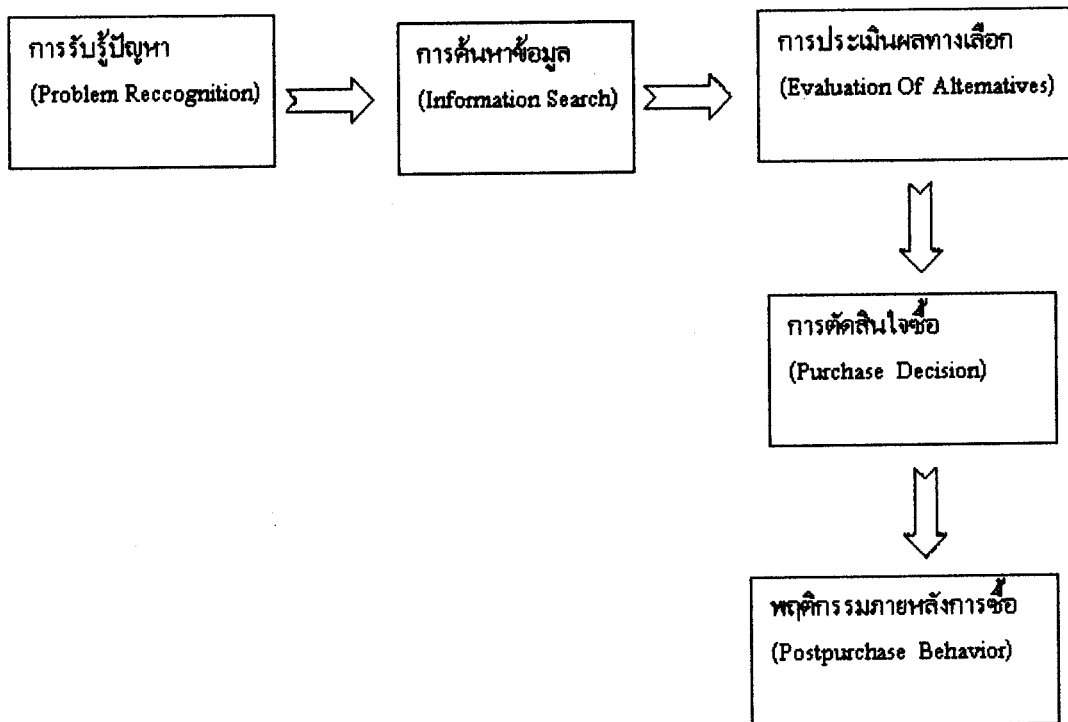 การรับรู้ปัญหา
(Problem Reccognition)
การค้นหาข้อมูล
(Information Search)
การประเมินผลทางเลือก
(Evaluation Of Alternatives)
การตัดสินใจซื้อ
(Purchase Decision)
พฤติกรรมภายหลังการซื้อ
(Postpurchase Behavior)